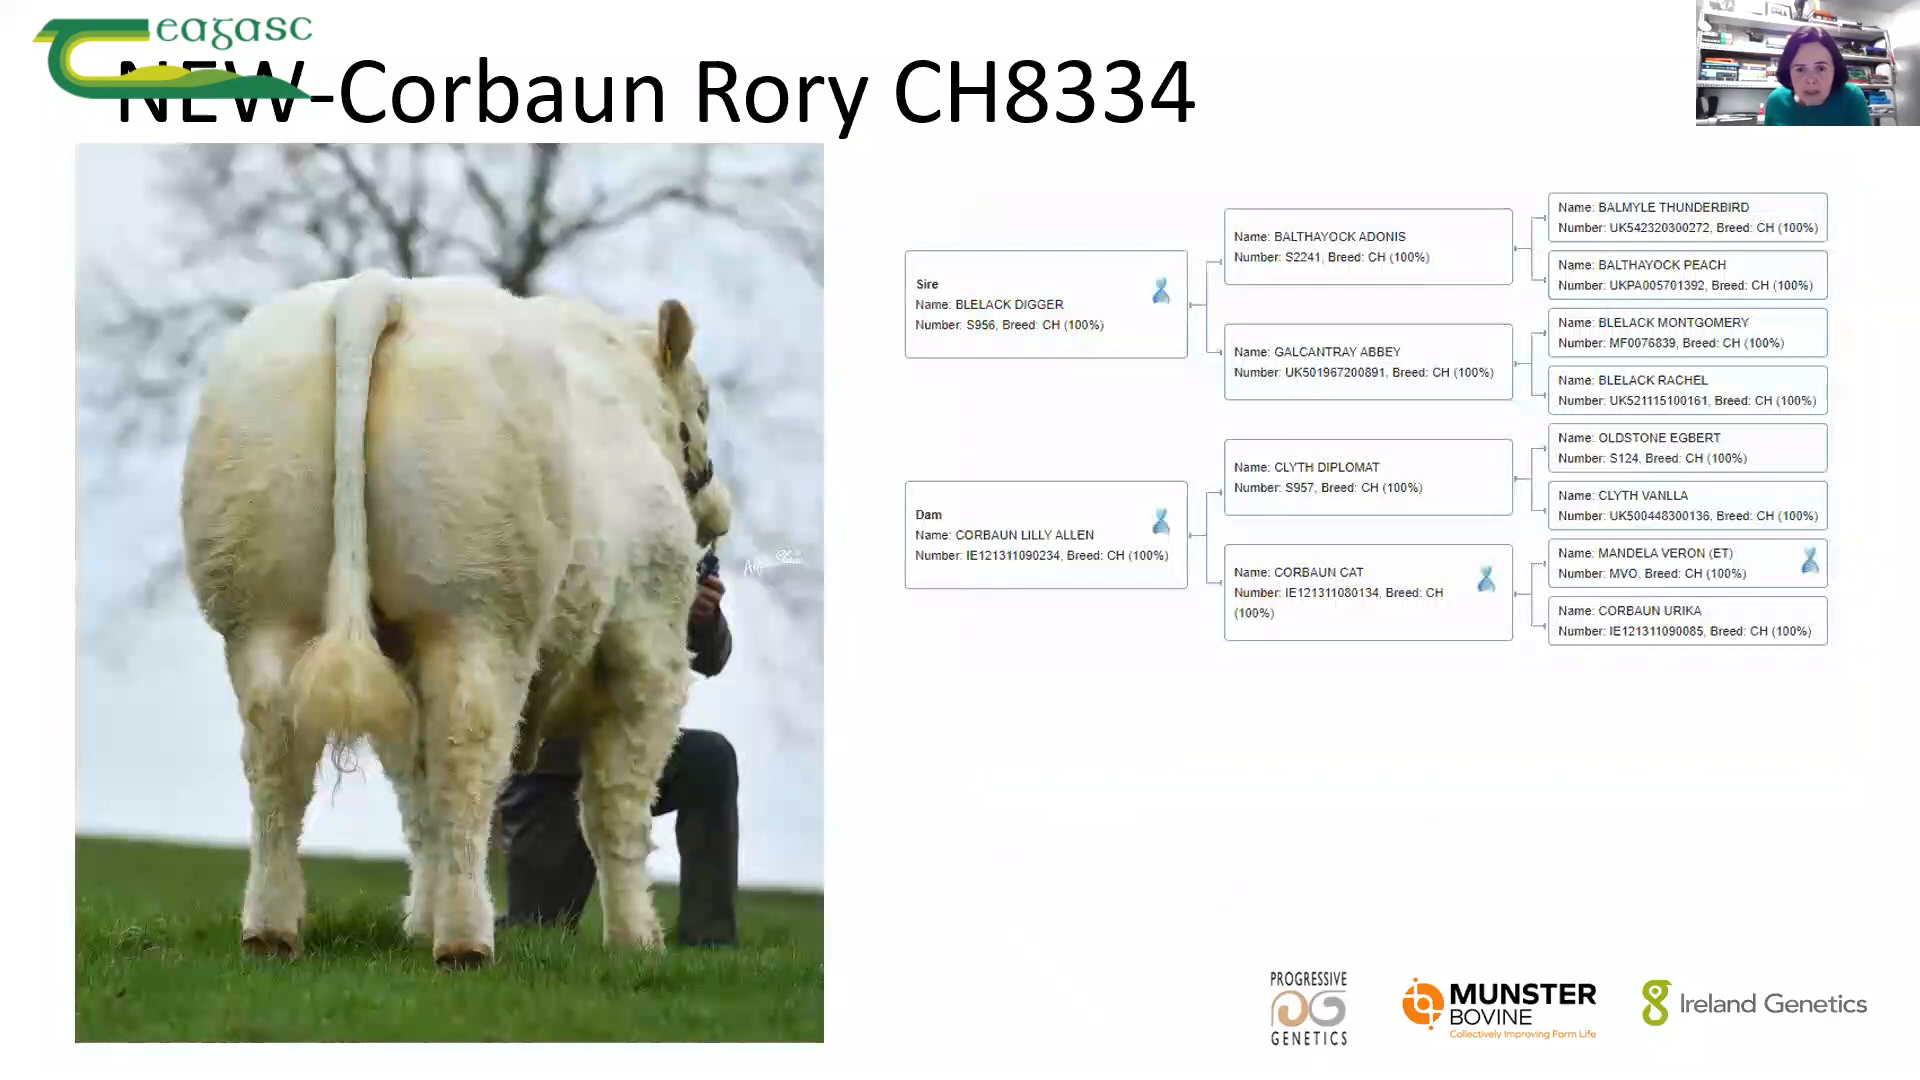 eagasc
NEW-Corbaun Rory CH8334
Sire
Name: BLELACK DIGGER
Number: S956, Breed: CH (100%)
Dam
Name: CORBAUN LILLY ALLEN
Number: IE121311090234, Breed: CH (100%)
Name: BALTHAYOCK ADONIS
Number: S2241, Breed: CH (100%)
Name: GALCANTRAY ABBEY
Number: UK501967200891, Breed: CH (100%)
Name: CLYTH DIPLOMAT
Number: S957, Breed: CH (100%)
Name: CORBAUN CAT
Number: IE121311080134, Breed: CH
(100%)
Name: BALMYLE THUNDERBIRD
Number: UK542320300272, Breed: CH (100%)
Name: BALTHAYOCK PEACH
Number: UKPA005701392, Breed: CH (100%)
Name: BLELACK MONTGOMERY
Number: MF0076839, Breed: CH (100%)
Name: BLELACK RACHEL
Number: UK521115100161, Breed: CH (100%)
Name: OLDSTONE EGBERT
Number: S124, Breed: CH (100%)
Name: CLYTH VANLLA
Number: UK500448300136, Breed: CH (100%)
Name: MANDELA VERON (ET)
Number: MVO, Breed: CH (100%)
Name: CORBAUN URIKA
Number: IE121311090085, Breed: CH (100%)
PROGRESSIVE
GENETICS
MUNSTER
BOVINE
Collectively Improving Farm Life
Ireland Genetics